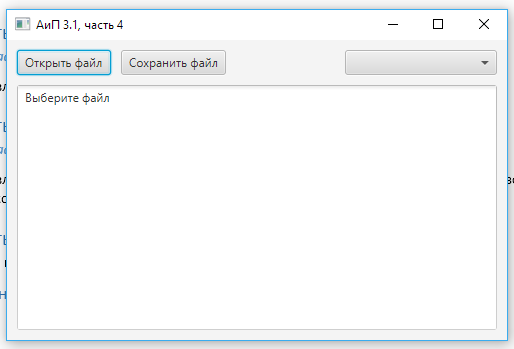 АиП 3.1, часть 4
Открыть файл Сохранить файл
Выберите файл